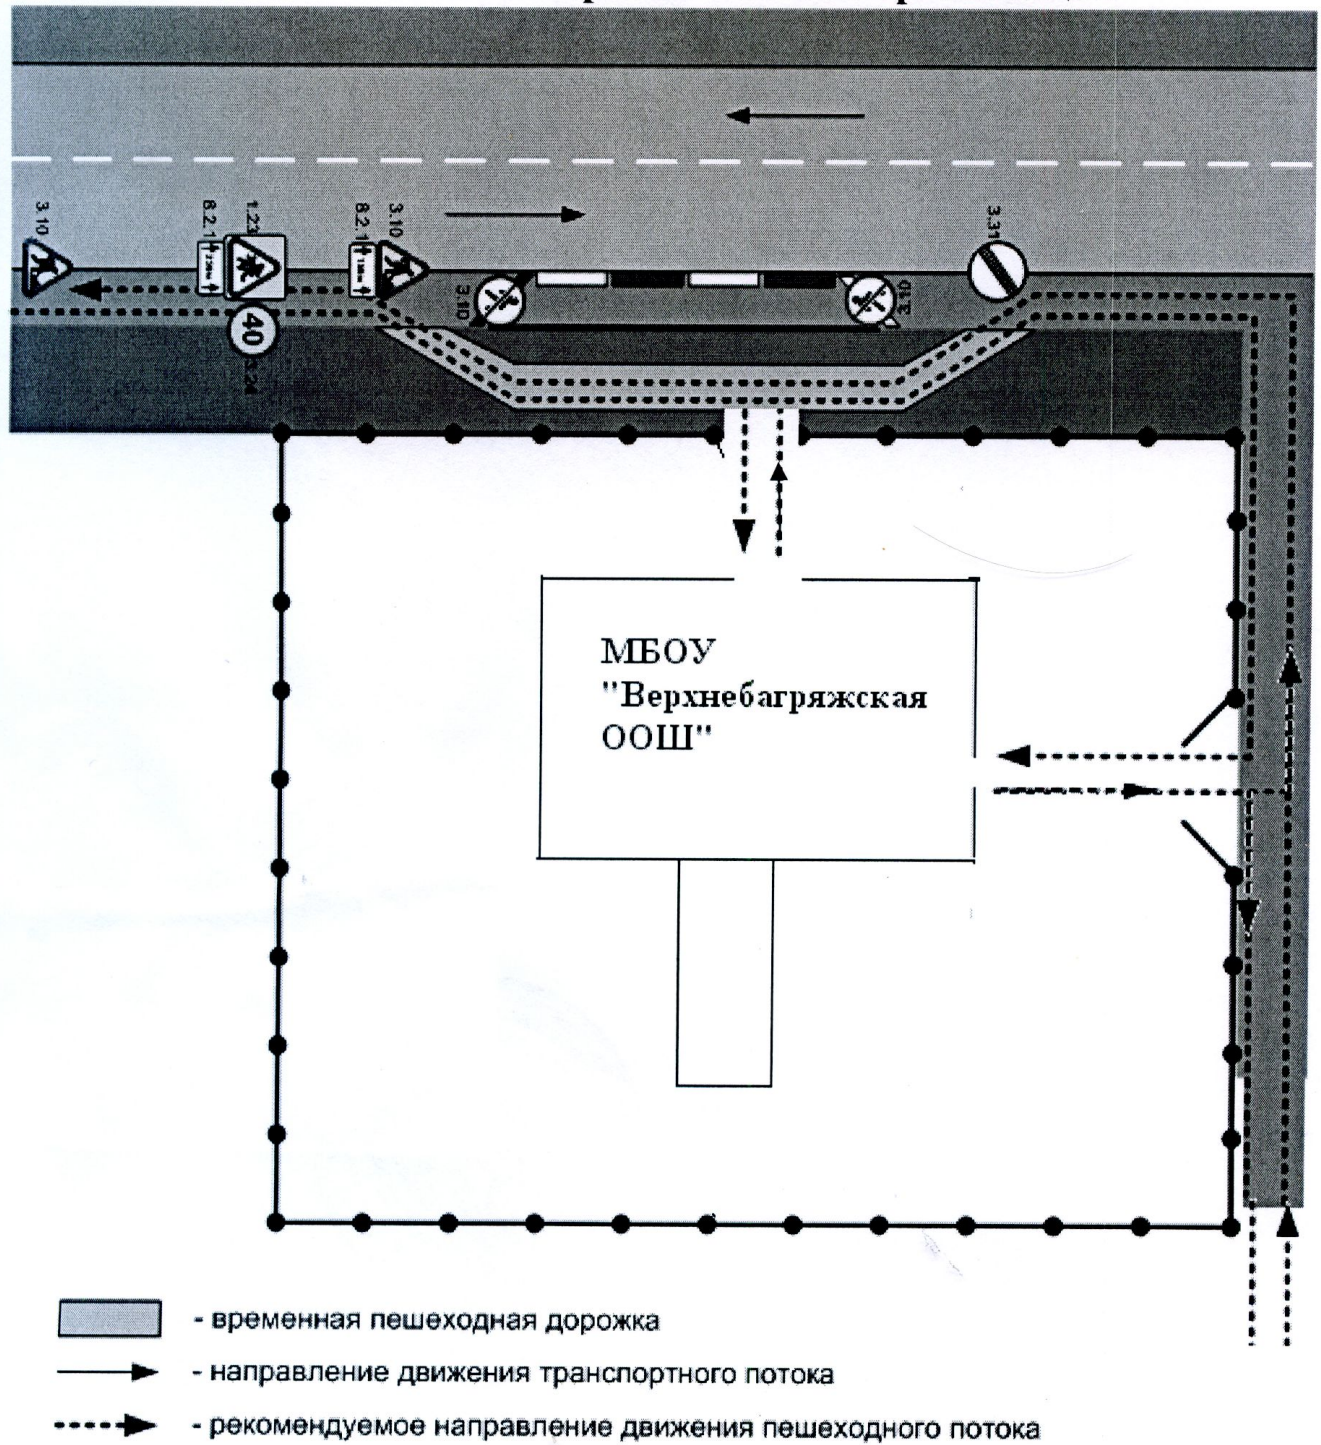 3.10
8.2.1
1.23
8.2.1
3.10
3.31
3.10
3.10
40
3.24
МБОУ
"Верхнебагряжская
ООШ"
- временная пешеходная дорожка
- направление движения транспортного потока
- рекомендуемое направление движения пешеходного потока